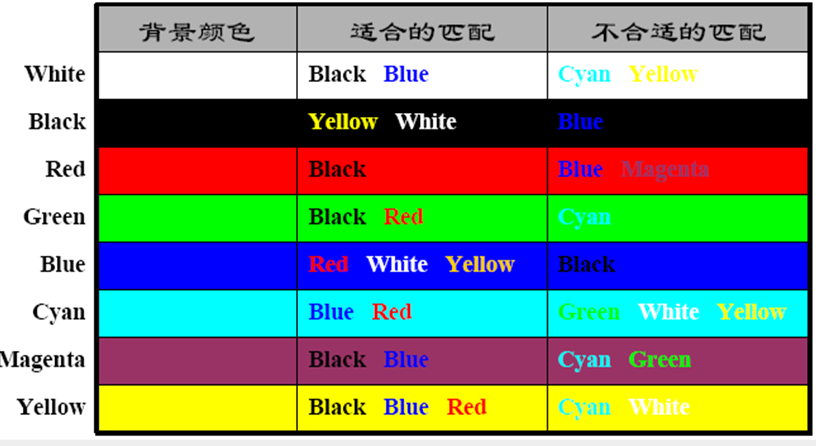 背景颜色 适合的匹配 不合适的匹配
White Black Blue Cyan Yellow
Black Yellow White Blue
Red Black Blue Magenta
Green Black Red Cyan
Blue Red White Yellow Black
Cyan Blue Red Green White Yellow
Magenta Black Blue Cyan Green
Yellow Black Blue Red Cyan White